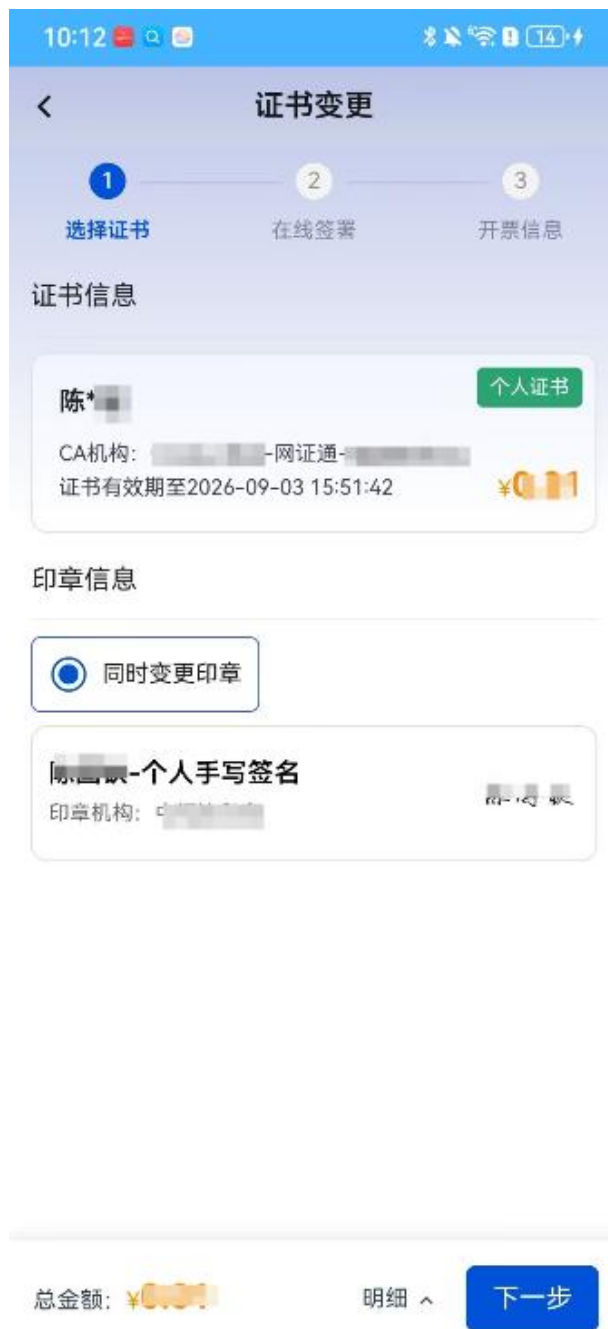 10:12
14
证书变更
1
2
3
选择证书
在线签署
开票信息
证书信息
陈*
个人证书
CA机构: -网证通-
证书有效期至2026-09-03 15:51:42
¥
印章信息
同时变更印章
-个人手写签名
印章机构:
总金额: ¥
明细
下一步